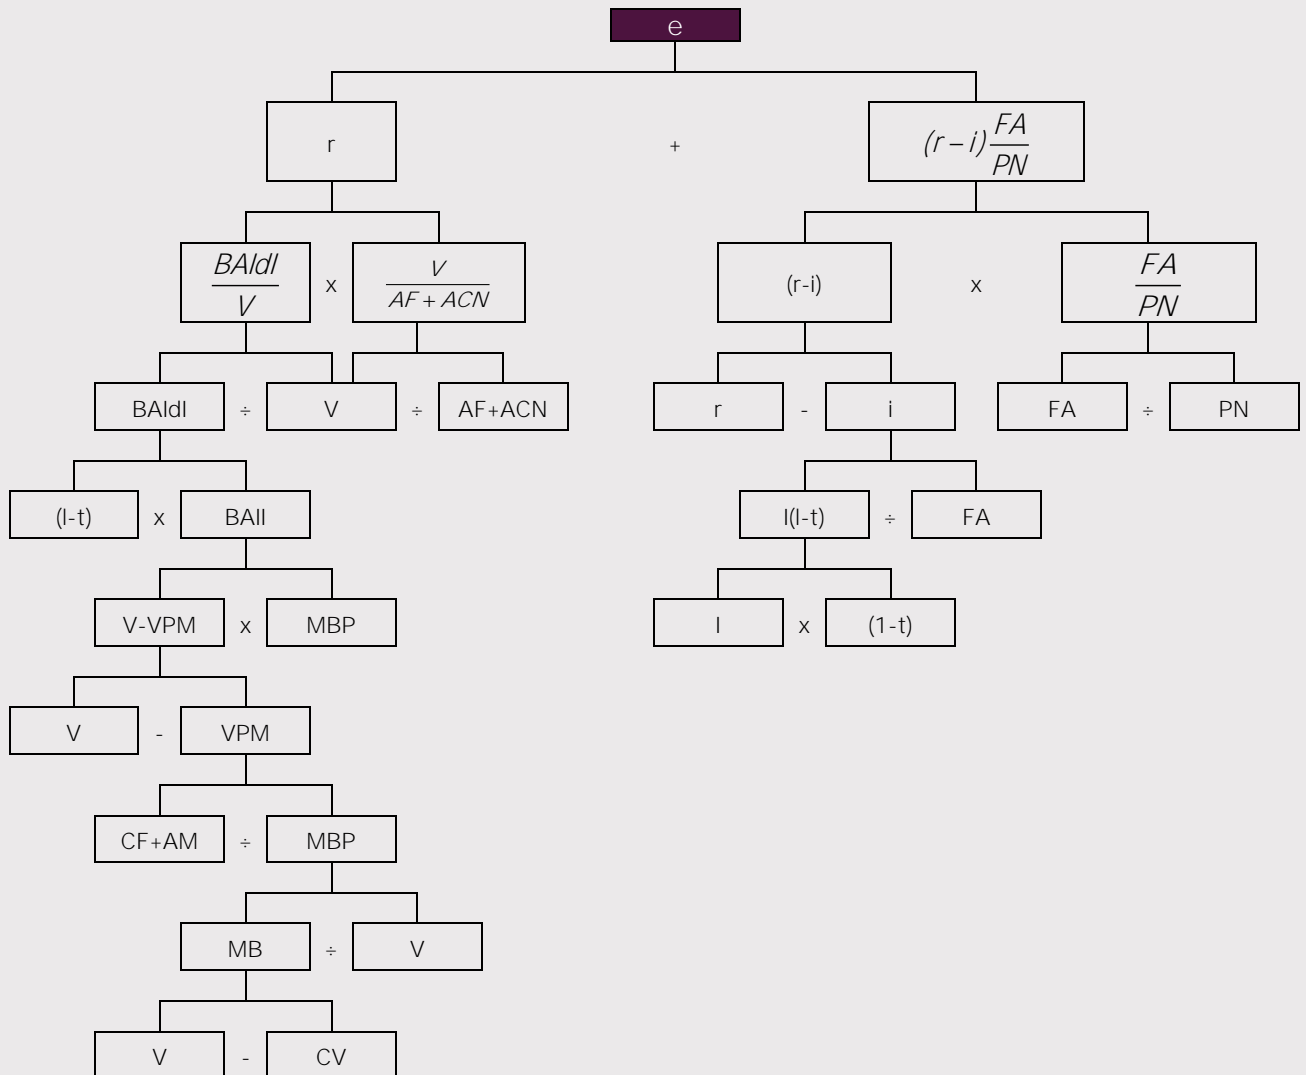 e
r
+
(r – i) FA
PN
BAIdI
V
x
V
AF + ACN
(r-i)
x
FA
PN
BAIdI ÷ V ÷ AF+ACN r - i FA ÷ PN
(I-t) x BAII I(I-t) ÷ FA
V-VPM x MBP I x (1-t)
V - VPM
CF+AM ÷ MBP
MB ÷ V
V - CV